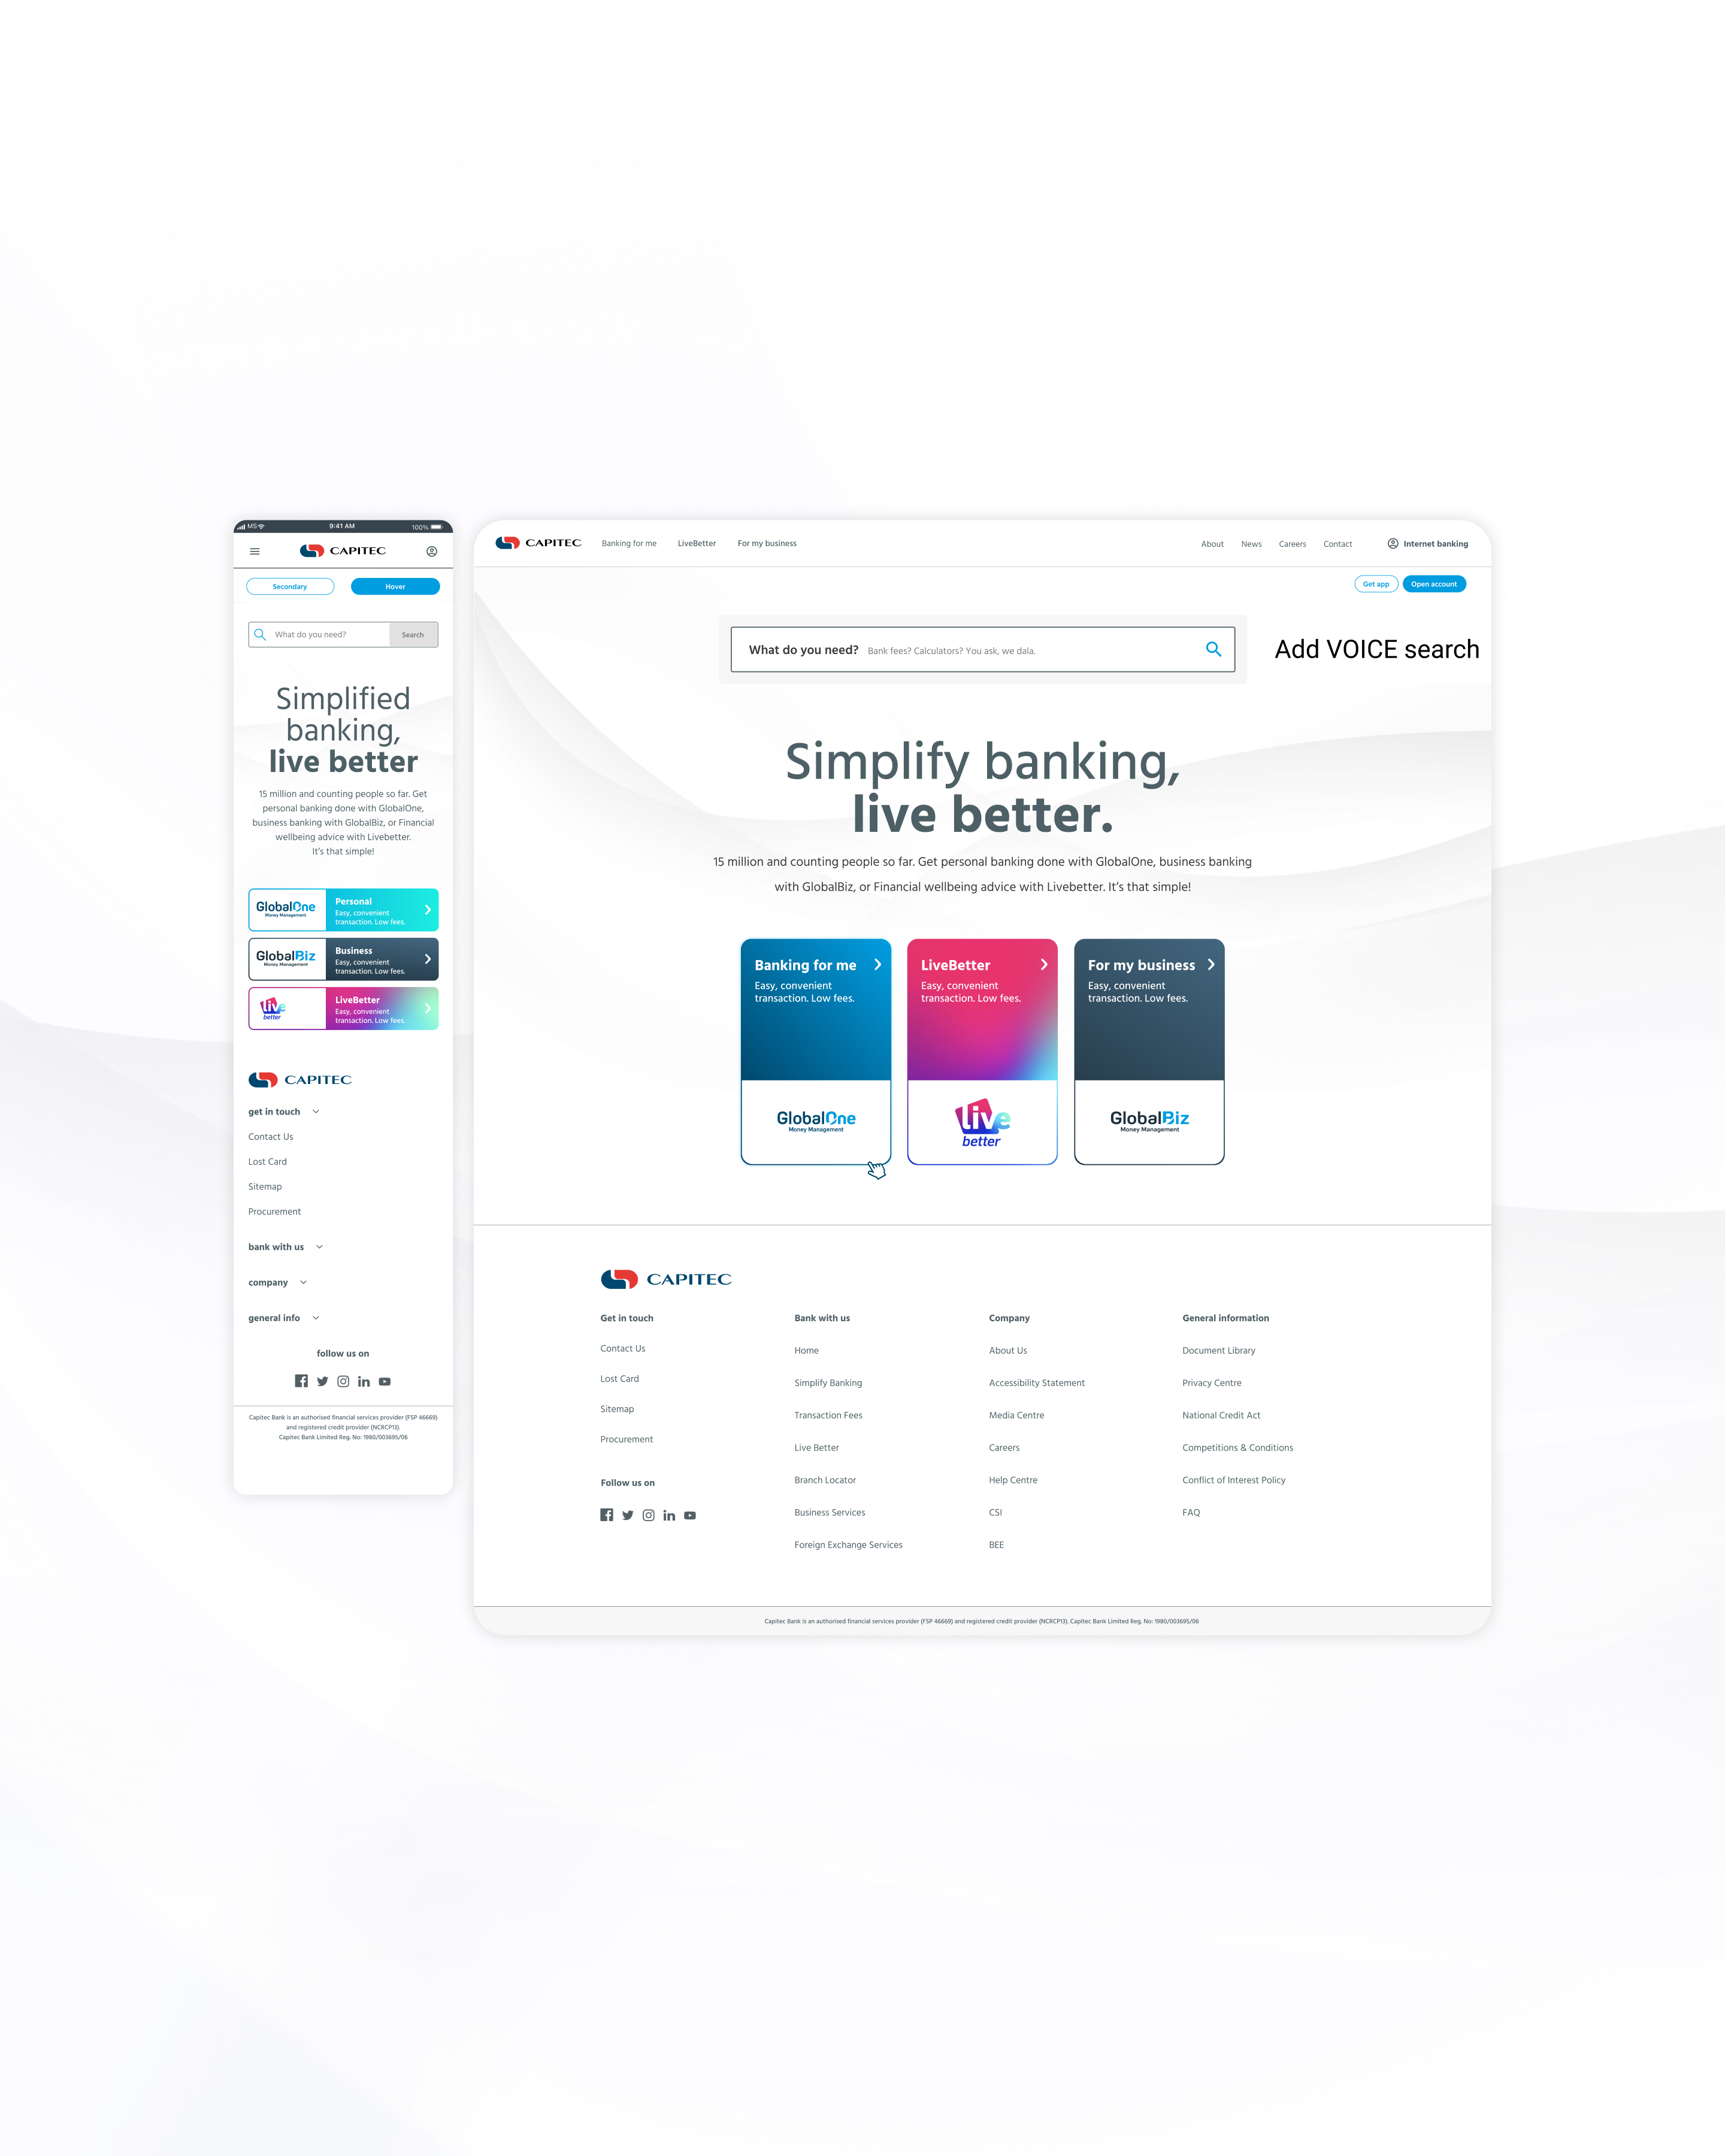 MS
9:41 AM
100%
CAPITEC
Secondary
Hover
What do you need?
Search
Simplified
banking,
live better
15 million and counting people so far. Get
personal banking done with GlobalOne,
business banking with GlobalBiz, or Financial
wellbeing advice with Livebetter.
It's that simple!
GlobalOne
Money Management
Personal
Easy, convenient
transaction. Low fees.
GlobalBiz
Money Management
Business
Easy, convenient
transaction. Low fees.
Live
better
LiveBetter
Easy, convenient
transaction. Low fees.
CAPITEC
get in touch
Contact Us
Lost Card
Sitemap
Procurement
bank with us
company
general info
follow us on
Capitec Bank is an authorised financial services provider (FSP 46669)
and registered credit provider (NCRCP13).
Capitec Bank Limited Reg. No: 1980/003695/06
CAPITEC
Banking for me
LiveBetter
For my business
About
News
Careers
Contact
Internet banking
Get app
Open account
What do you need?
Bank fees? Calculators? You ask, we dala.
Add VOICE search
Simplify banking,
live better.
15 million and counting people so far. Get personal banking done with GlobalOne, business banking
with GlobalBiz, or Financial wellbeing advice with Livebetter. It's that simple!
Banking for me
Easy, convenient
transaction. Low fees.
GlobalOne
Money Management
LiveBetter
Easy, convenient
transaction. Low fees.
Live
better
For my business
Easy, convenient
transaction. Low fees.
GlobalBiz
Money Management
CAPITEC
Get in touch
Contact Us
Lost Card
Sitemap
Procurement
Follow us on
Bank with us
Home
Simplify Banking
Transaction Fees
Live Better
Branch Locator
Business Services
Foreign Exchange Services
Company
About Us
Accessibility Statement
Media Centre
Careers
Help Centre
CSI
BEE
General information
Document Library
Privacy Centre
National Credit Act
Competitions & Conditions
Conflict of Interest Policy
FAQ
Capitec Bank is an authorised financial services provider (FSP 46669) and registered credit provider (NCRCP13). Capitec Bank Limited Reg. No: 1980/003695/06